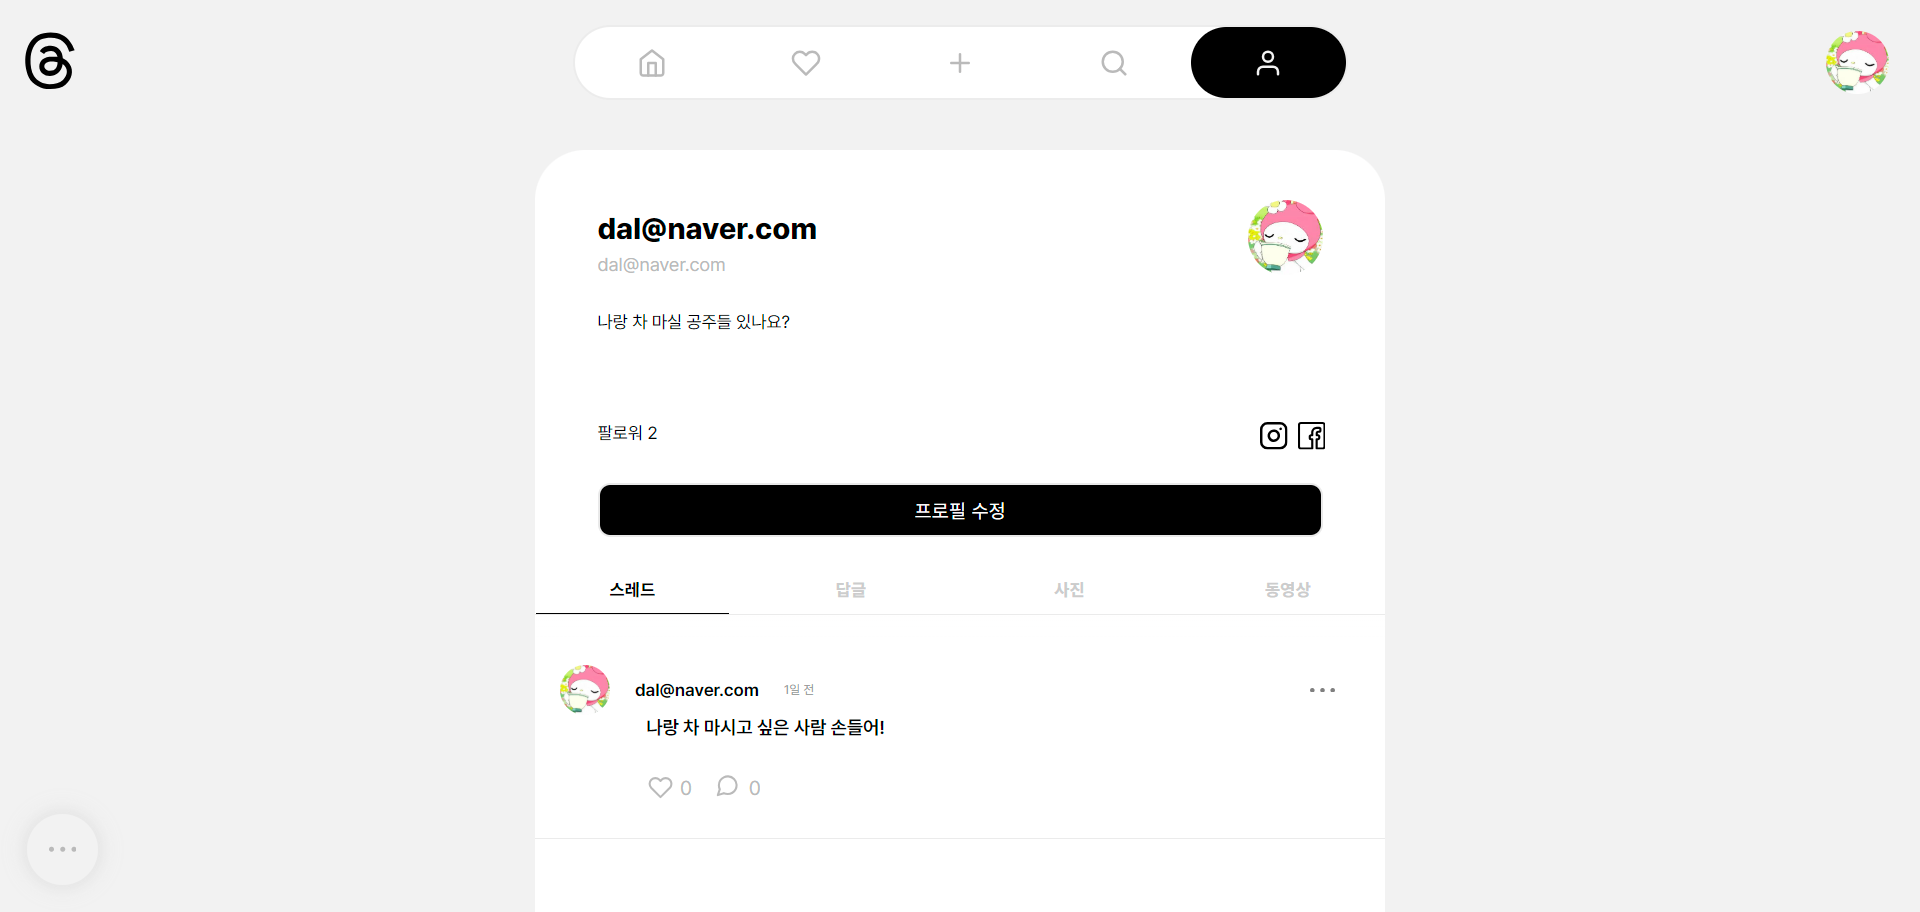 dal@naver.com
dal@naver.com
나랑 차 마실 공주들 있나요?
팔로워 2
프로필 수정
스레드 답글 사진 동영상
dal@naver.com 1일 전
나랑 차 마시고 싶은 사람 손들어!
0 0